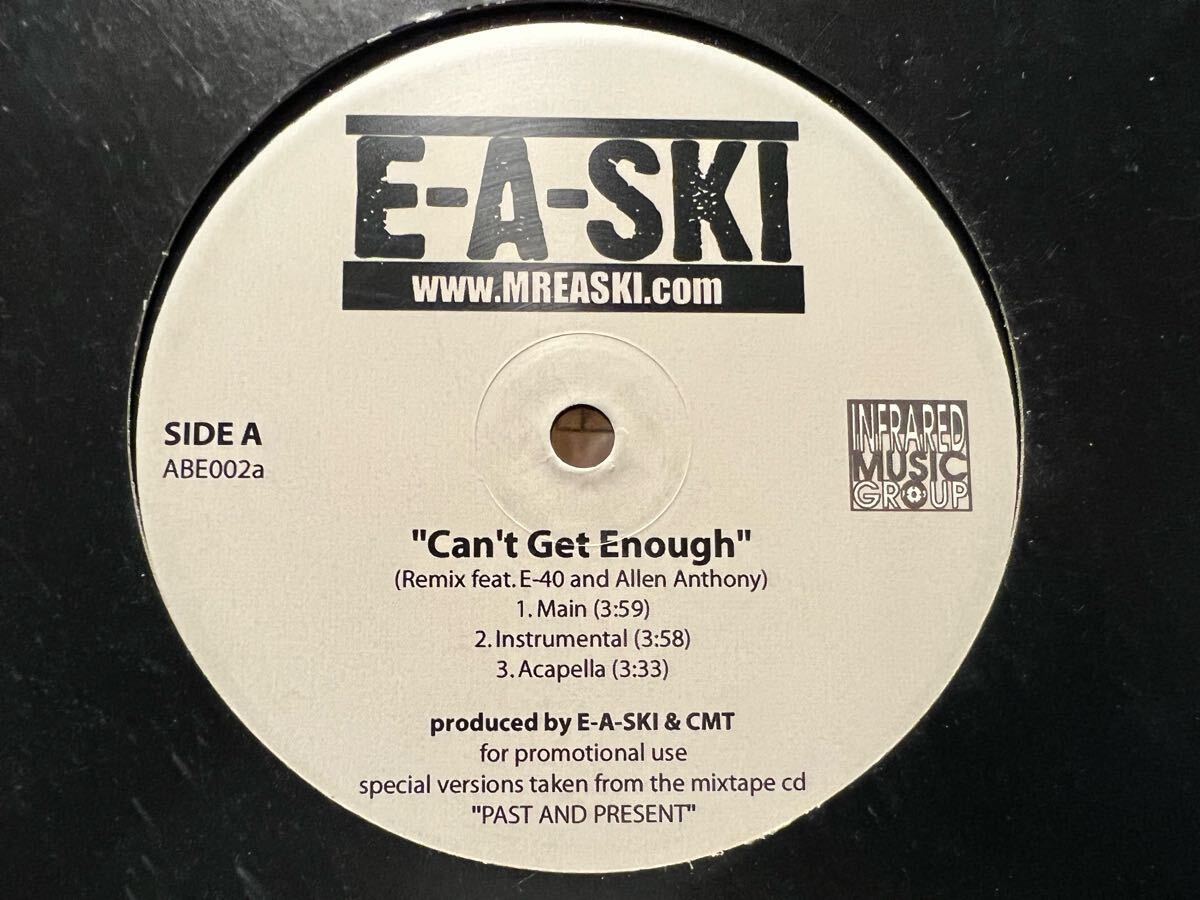 E-A-SKI
www.MREASKI.com
SIDE A
ABE002a
INFRARED
MUSIC
GROUP
"Can't Get Enough"
(Remix feat. E-40 and Allen Anthony)
1. Main (3:59)
2. Instrumental (3:58)
3. Acapella (3:33)
produced by E-A-SKI & CMT
for promotional use
special versions taken from the mixtape cd
"PAST AND PRESENT"